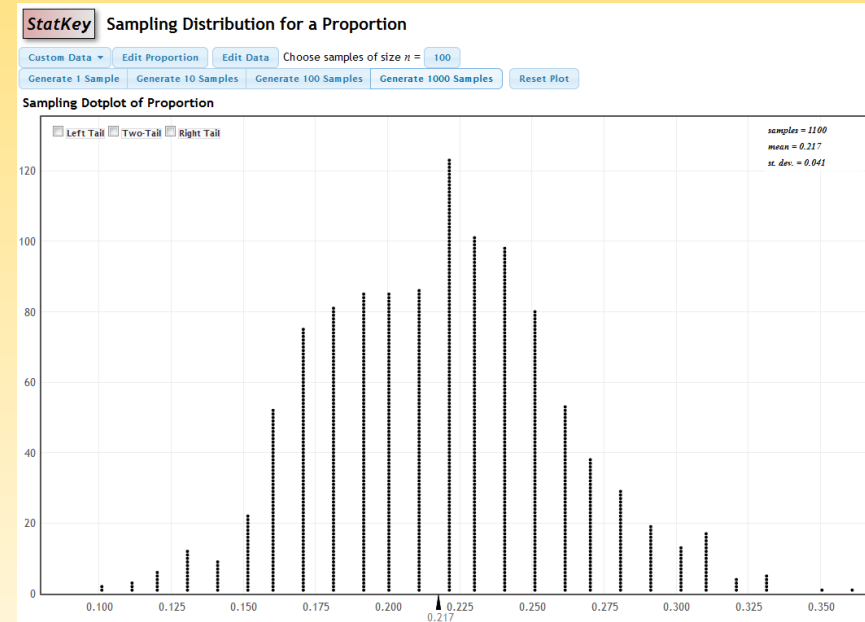 StatKey Sampling Distribution for a Proportion
Custom Data Edit Proportion Edit Data Choose samples of size n = 100
Generate 1 Sample Generate 10 Samples Generate 100 Samples Generate 1000 Samples Reset Plot
Sampling Dotplot of Proportion
Left Tail Two-Tail Right Tail
samples = 1100
mean = 0.217
st. dev. = 0.041
120
100
80
60
40
20
0
0.100 0.125 0.150 0.175 0.200 0.225 0.250 0.275 0.300 0.325 0.350
0.217